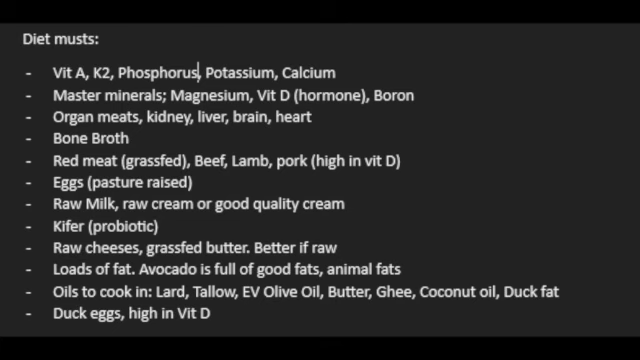 Diet musts:
- Vit A, K2, Phosphorus, Potassium, Calcium
- Master minerals; Magnesium, Vit D (hormone), Boron
- Organ meats, kidney, liver, brain, heart
- Bone Broth
- Red meat (grassfed), Beef, Lamb, pork (high in vit D)
- Eggs (pasture raised)
- Raw Milk, raw cream or good quality cream
- Kifer (probiotic)
- Raw cheeses, grassfed butter. Better if raw
- Loads of fat. Avocado is full of good fats, animal fats
- Oils to cook in: Lard, Tallow, EV Olive Oil, Butter, Ghee, Coconut oil, Duck fat
- Duck eggs, high in Vit D